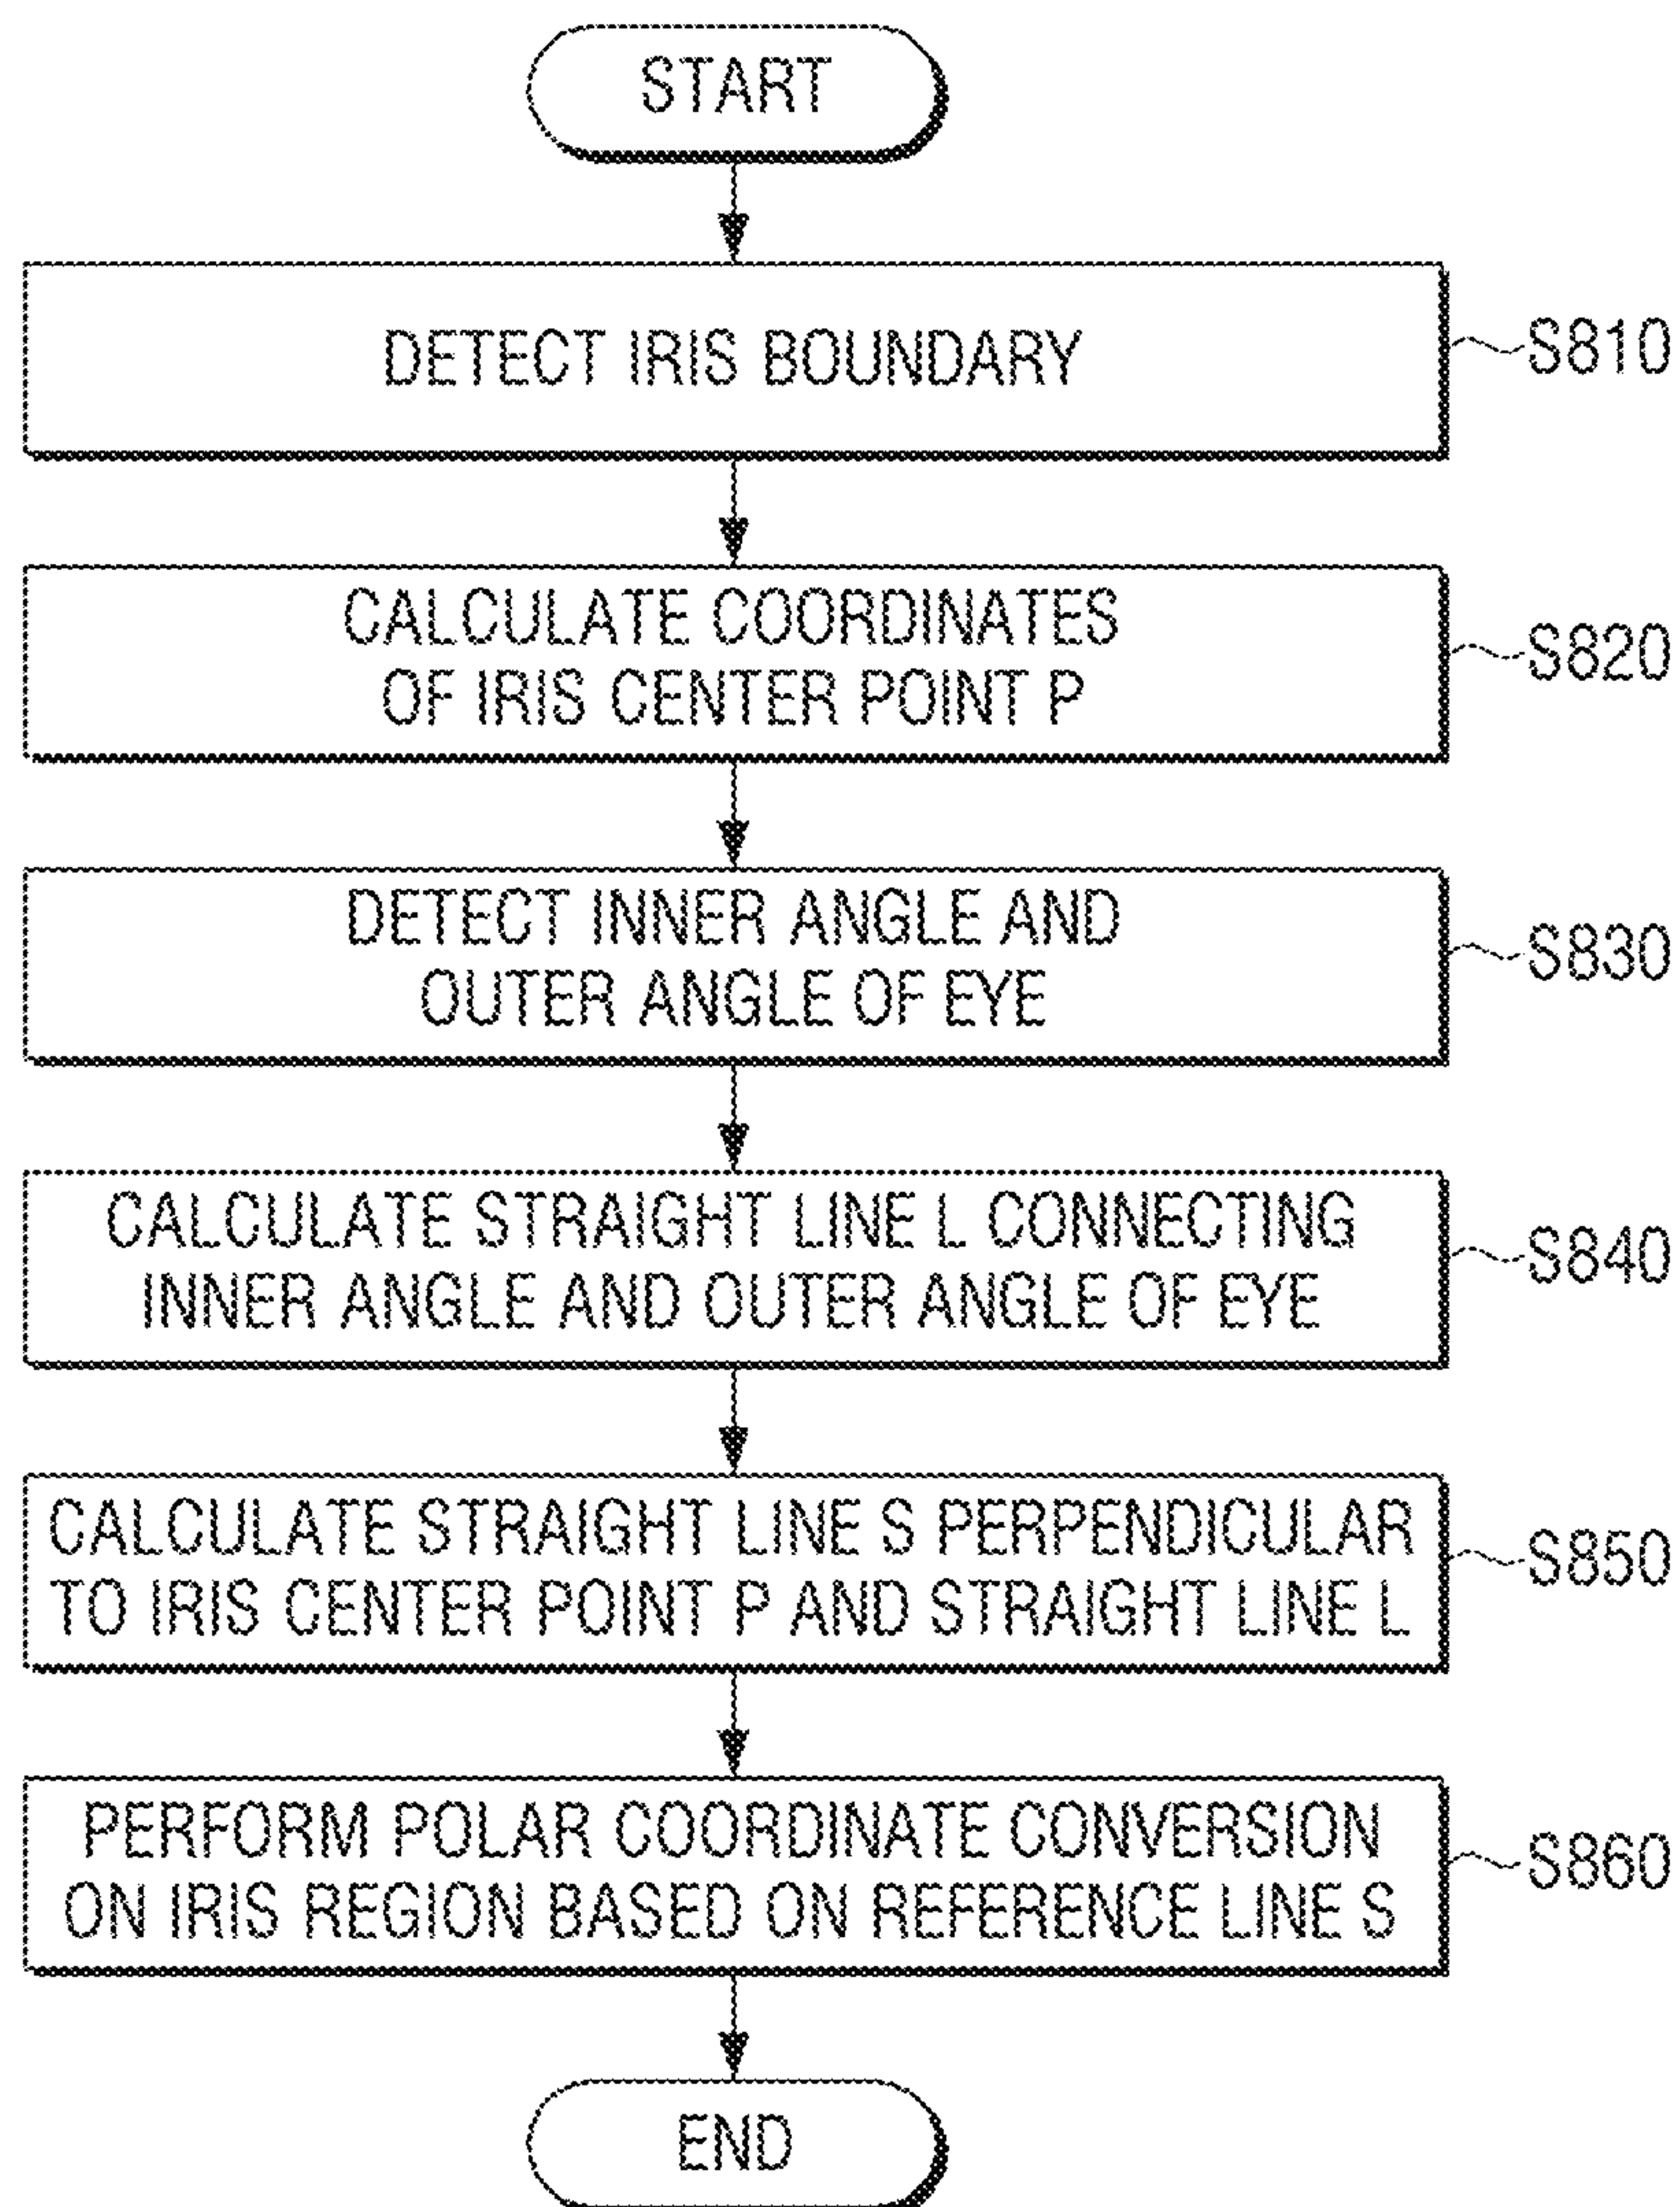 START
DETECT IRIS BOUNDARY
S810
CALCULATE COORDINATES
OF IRIS CENTER POINT P
S820
DETECT INNER ANGLE AND
OUTER ANGLE OF EYE
S830
CALCULATE STRAIGHT LINE L CONNECTING
INNER ANGLE AND OUTER ANGLE OF EYE
S840
CALCULATE STRAIGHT LINE S PERPENDICULAR
TO IRIS CENTER POINT P AND STRAIGHT LINE L
S850
PERFORM POLAR COORDINATE CONVERSION
ON IRIS REGION BASED ON REFERENCE LINE S
S860
END